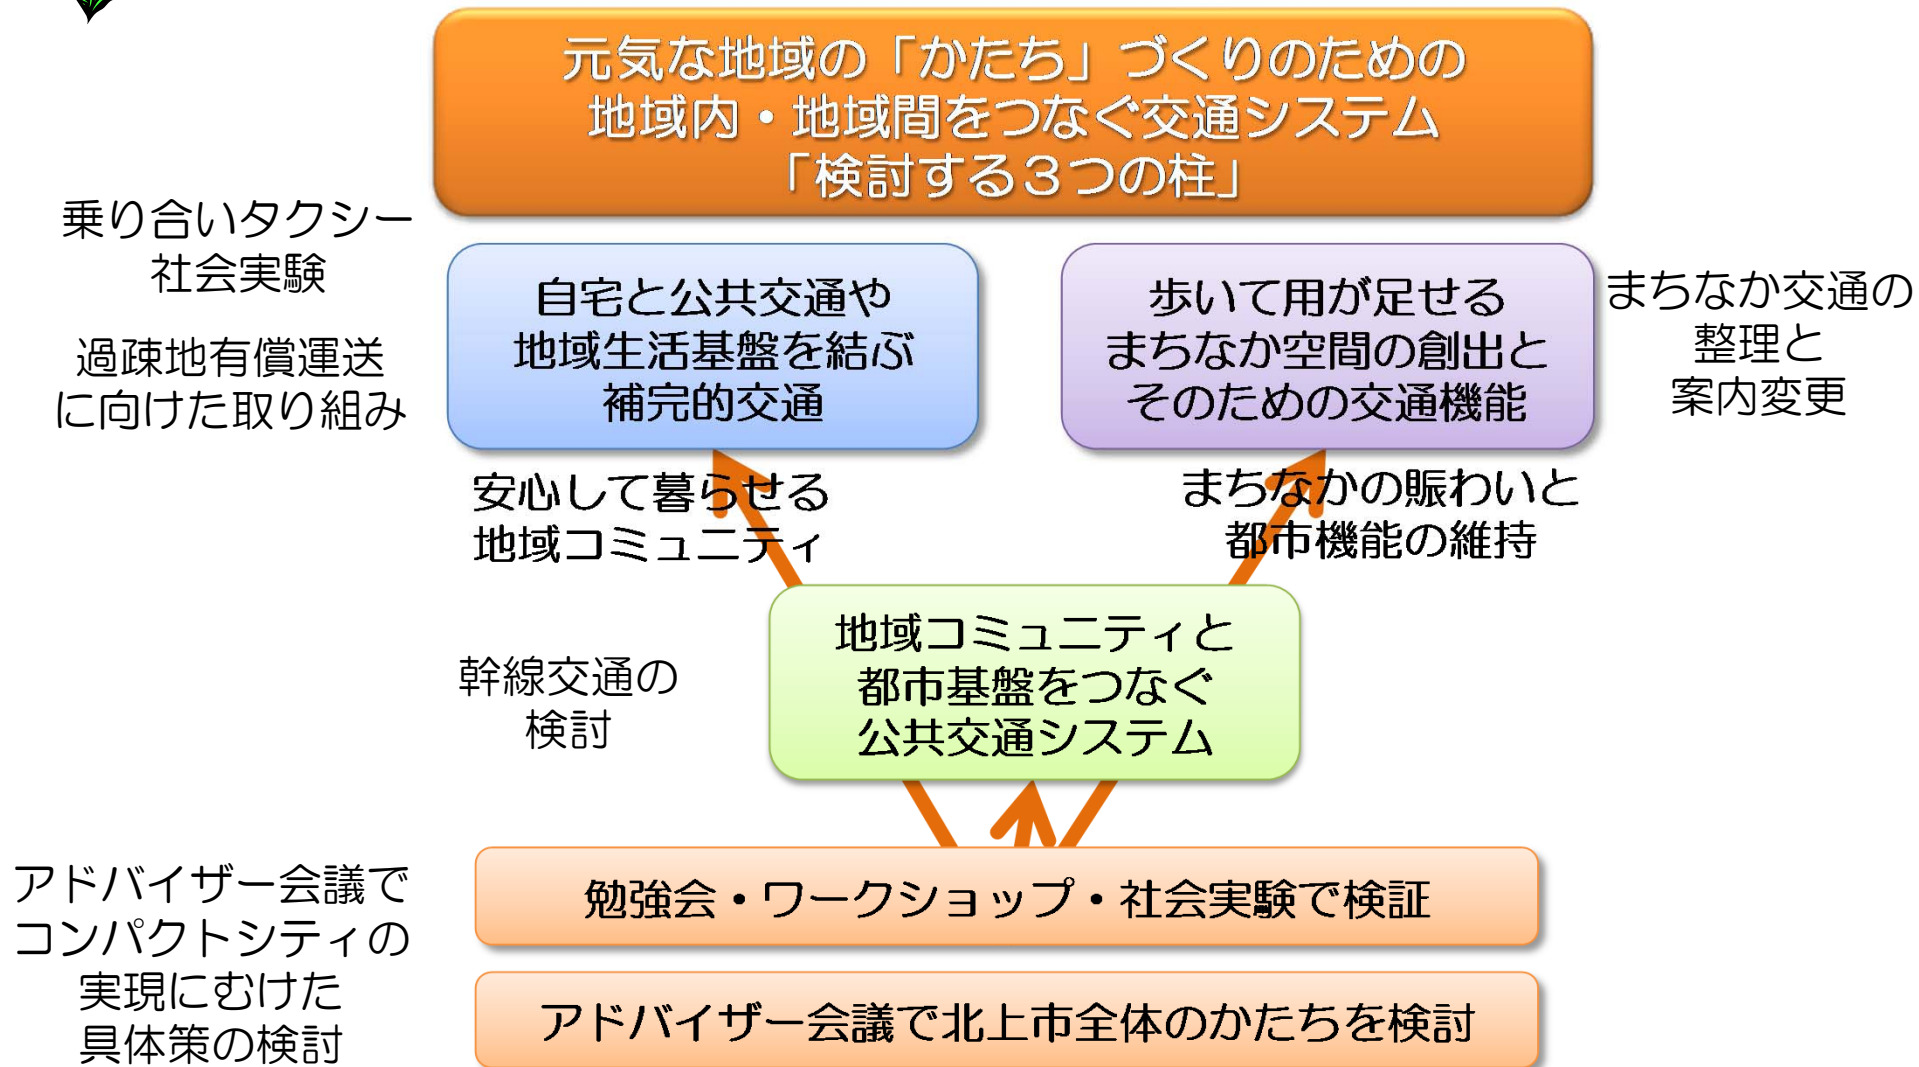 元気な地域の「かたち」づくりのための
地域内・地域間をつなぐ交通システム
「検討する３つの柱」
乗り合いタクシー
社会実験
過疎地有償運送
に向けた取り組み
自宅と公共交通や
地域生活基盤を結ぶ
補完的交通
歩いて用が足せる
まちなか空間の創出と
そのための交通機能
まちなか交通の
整理と
案内変更
安心して暮らせる
地域コミュニティ
まちなかの賑わいと
都市機能の維持
幹線交通の
検討
地域コミュニティと
都市基盤をつなぐ
公共交通システム
アドバイザー会議で
コンパクトシティの
実現にむけた
具体策の検討
勉強会・ワークショップ・社会実験で検証
アドバイザー会議で北上市全体のかたちを検討